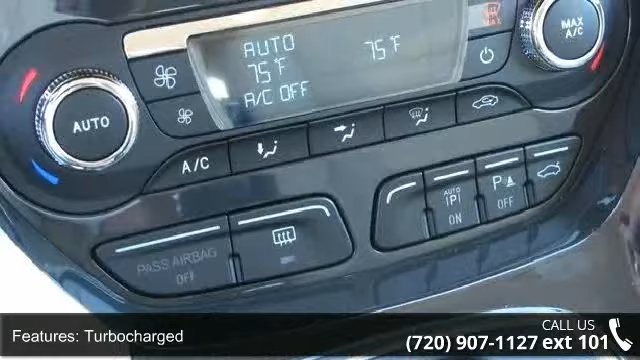 AUTO
75°F
75°F
A/C OFF
MAX
A/C
AUTO
A/C
AUTO
(P)
ON
P
OFF
PASS AIRBAG
OFF
Features: Turbocharged
CALL US
(720) 907-1127 ext 101